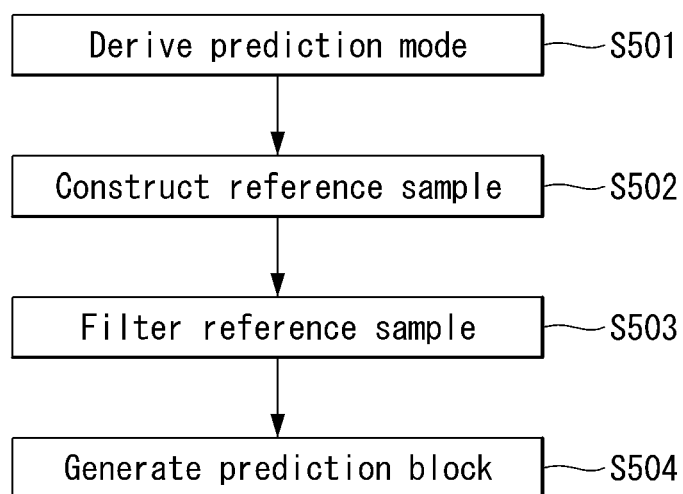 Derive prediction mode S501
Construct reference sample S502
Filter reference sample S503
Generate prediction block S504